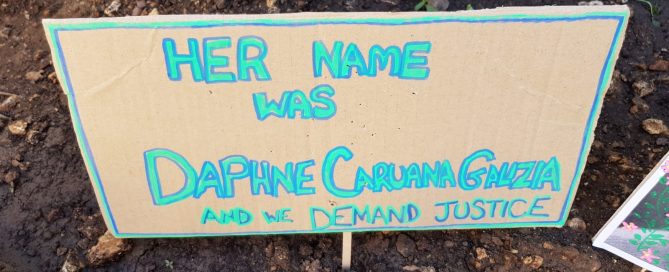 HER NAME
WAS
DAPHNE CARUANA GALIZIA
AND WE DEMAND JUSTICE